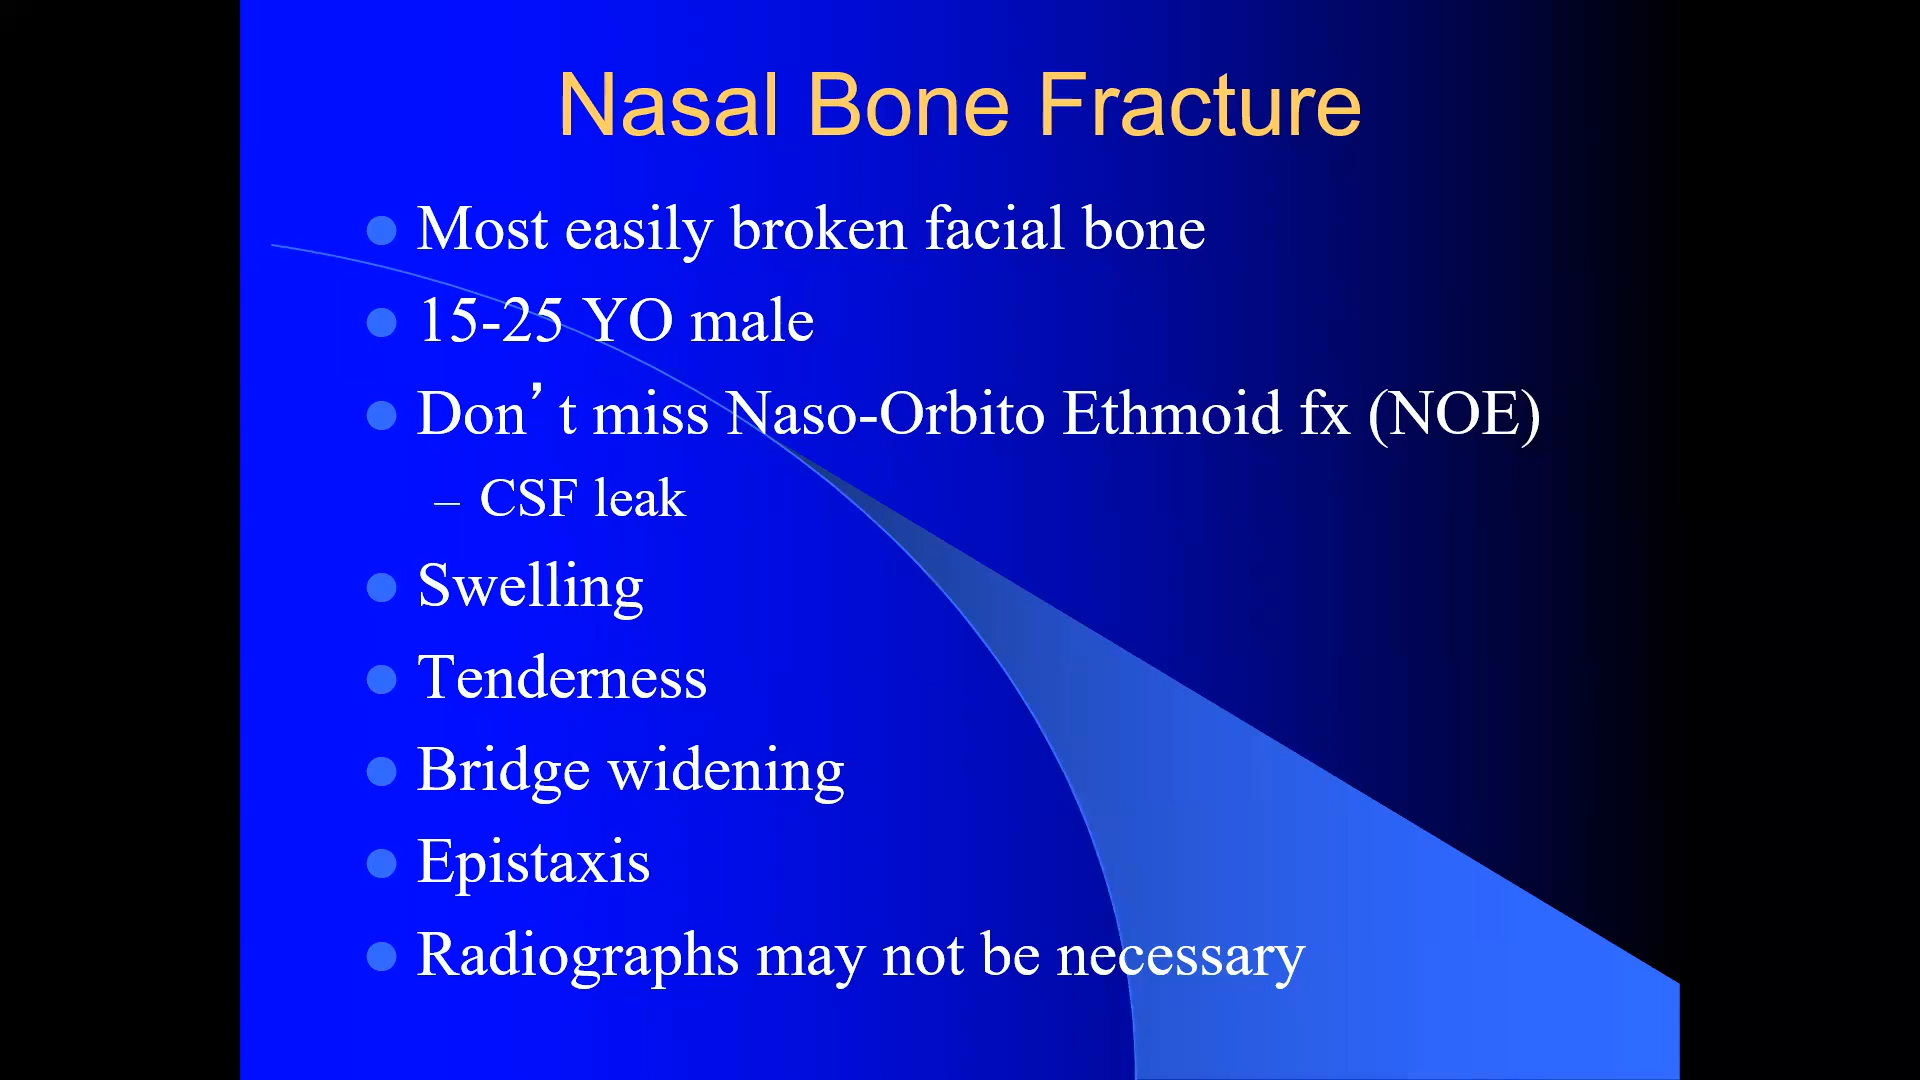 Nasal Bone Fracture
Most easily broken facial bone
15-25 YO male
Don’t miss Naso-Orbito Ethmoid fx (NOE)
– CSF leak
Swelling
Tenderness
Bridge widening
Epistaxis
Radiographs may not be necessary